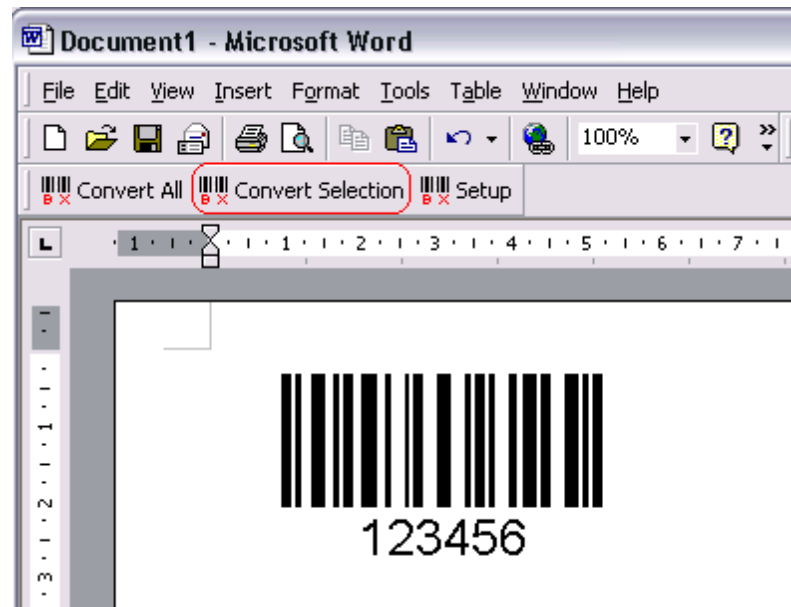 Document1 - Microsoft Word
File Edit View Insert Format Tools Table Window Help
100%
Convert All Convert Selection Setup
L 1 1 2 3 4 5 6 7
1
2
3
123456